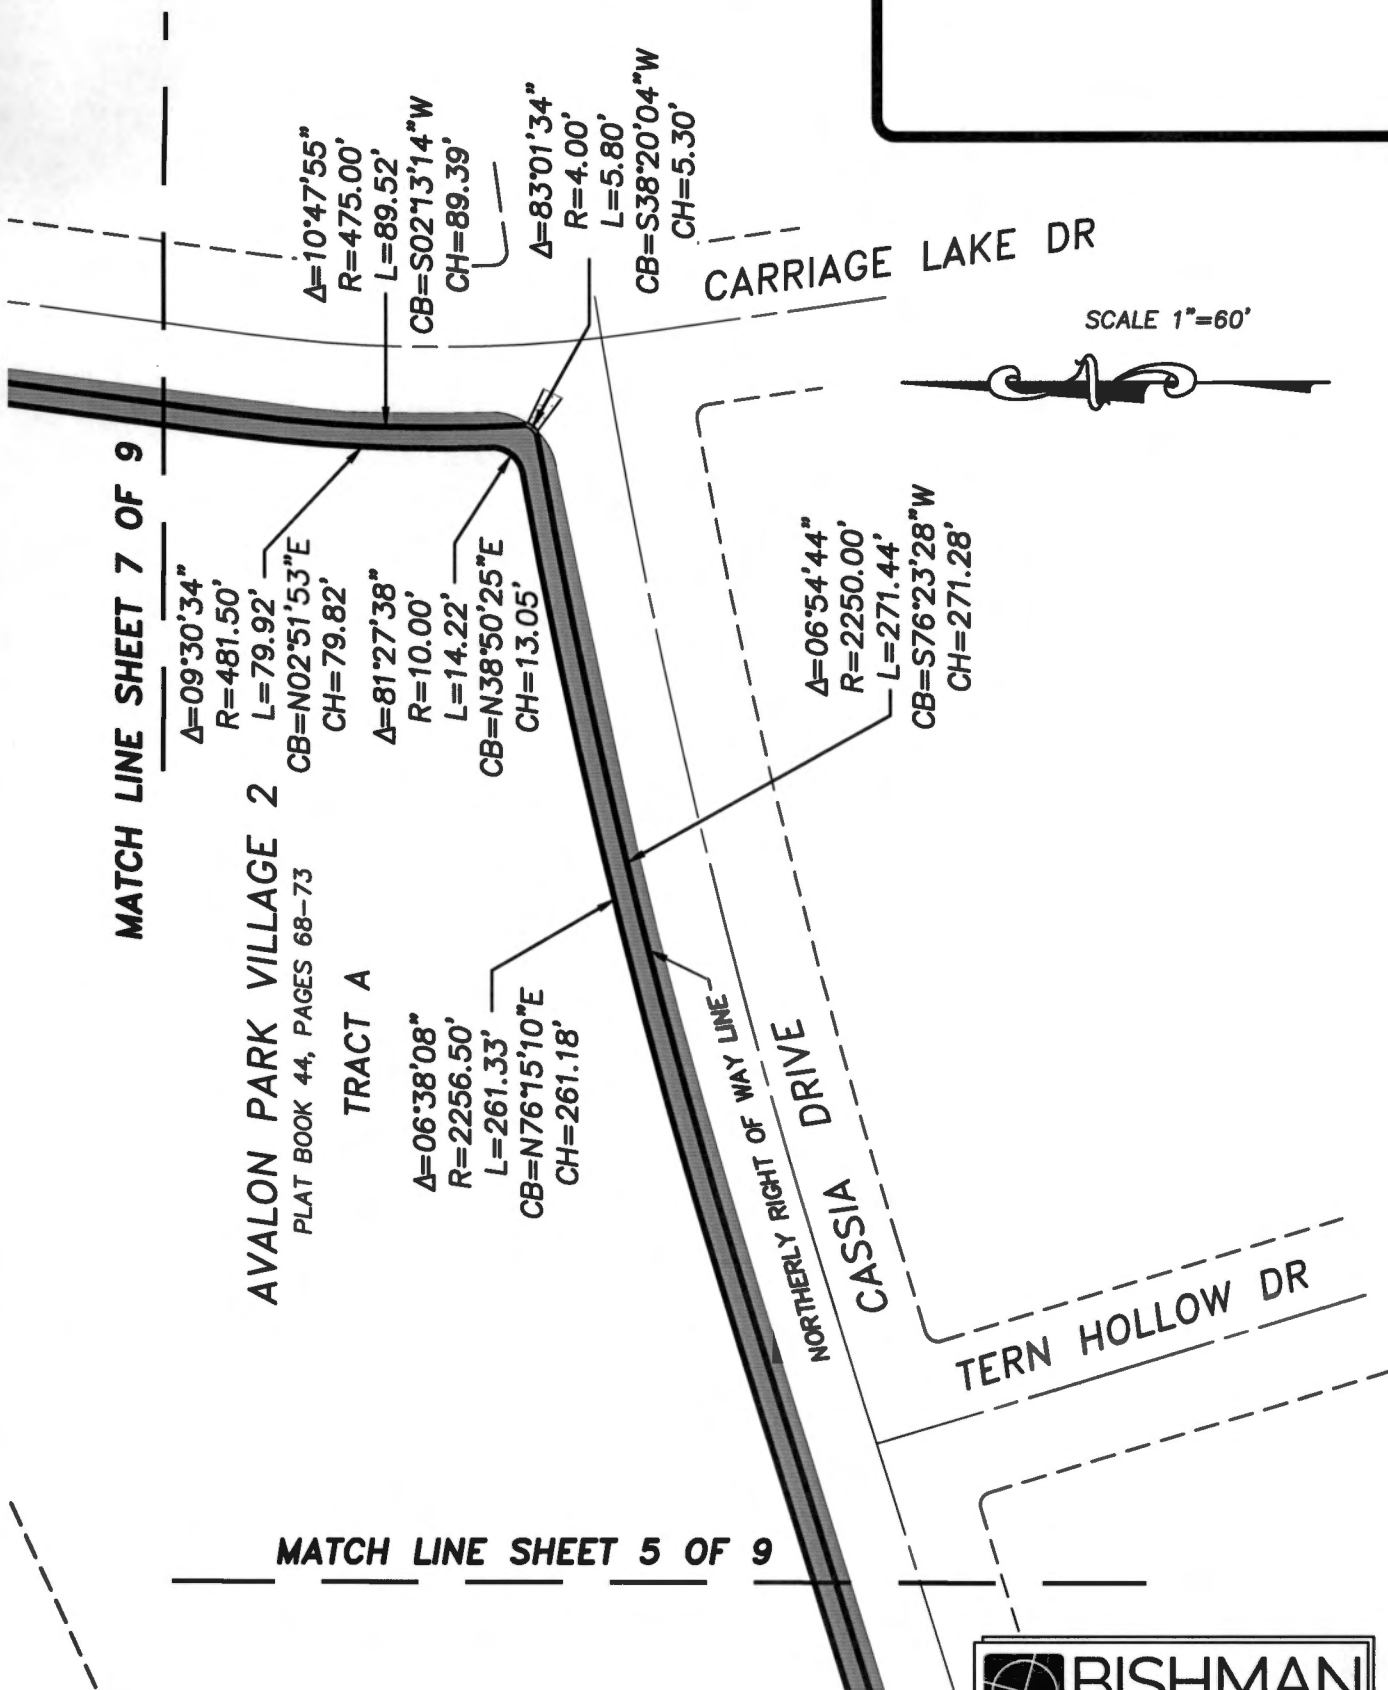 MATCH LINE SHEET 7 OF 9
Δ=10°47'55"
R=475.00'
L=89.52'
CB=S02°13'14"W
CH=89.39'
Δ=83°01'34"
R=4.00'
L=5.80'
CB=S38°20'04"W
CH=5.30'
CARRIAGE LAKE DR
SCALE 1"=60'
Δ=09°30'34"
R=481.50'
L=79.92'
CB=N02°51'53"E
CH=79.82'
Δ=81°27'38"
R=10.00'
L=14.22'
CB=N38°50'25"E
CH=13.05'
Δ=06°54'44"
R=2250.00'
L=271.44'
CB=S76°23'28"W
CH=271.28'
AVALON PARK VILLAGE 2
PLAT BOOK 44, PAGES 68-73
TRACT A
Δ=06°38'08"
R=2256.50'
L=261.33'
CB=N76°15'10"E
CH=261.18'
NORTHERLY RIGHT OF WAY LINE
CASSIA DRIVE
TERN HOLLOW DR
MATCH LINE SHEET 5 OF 9
BISHMAN